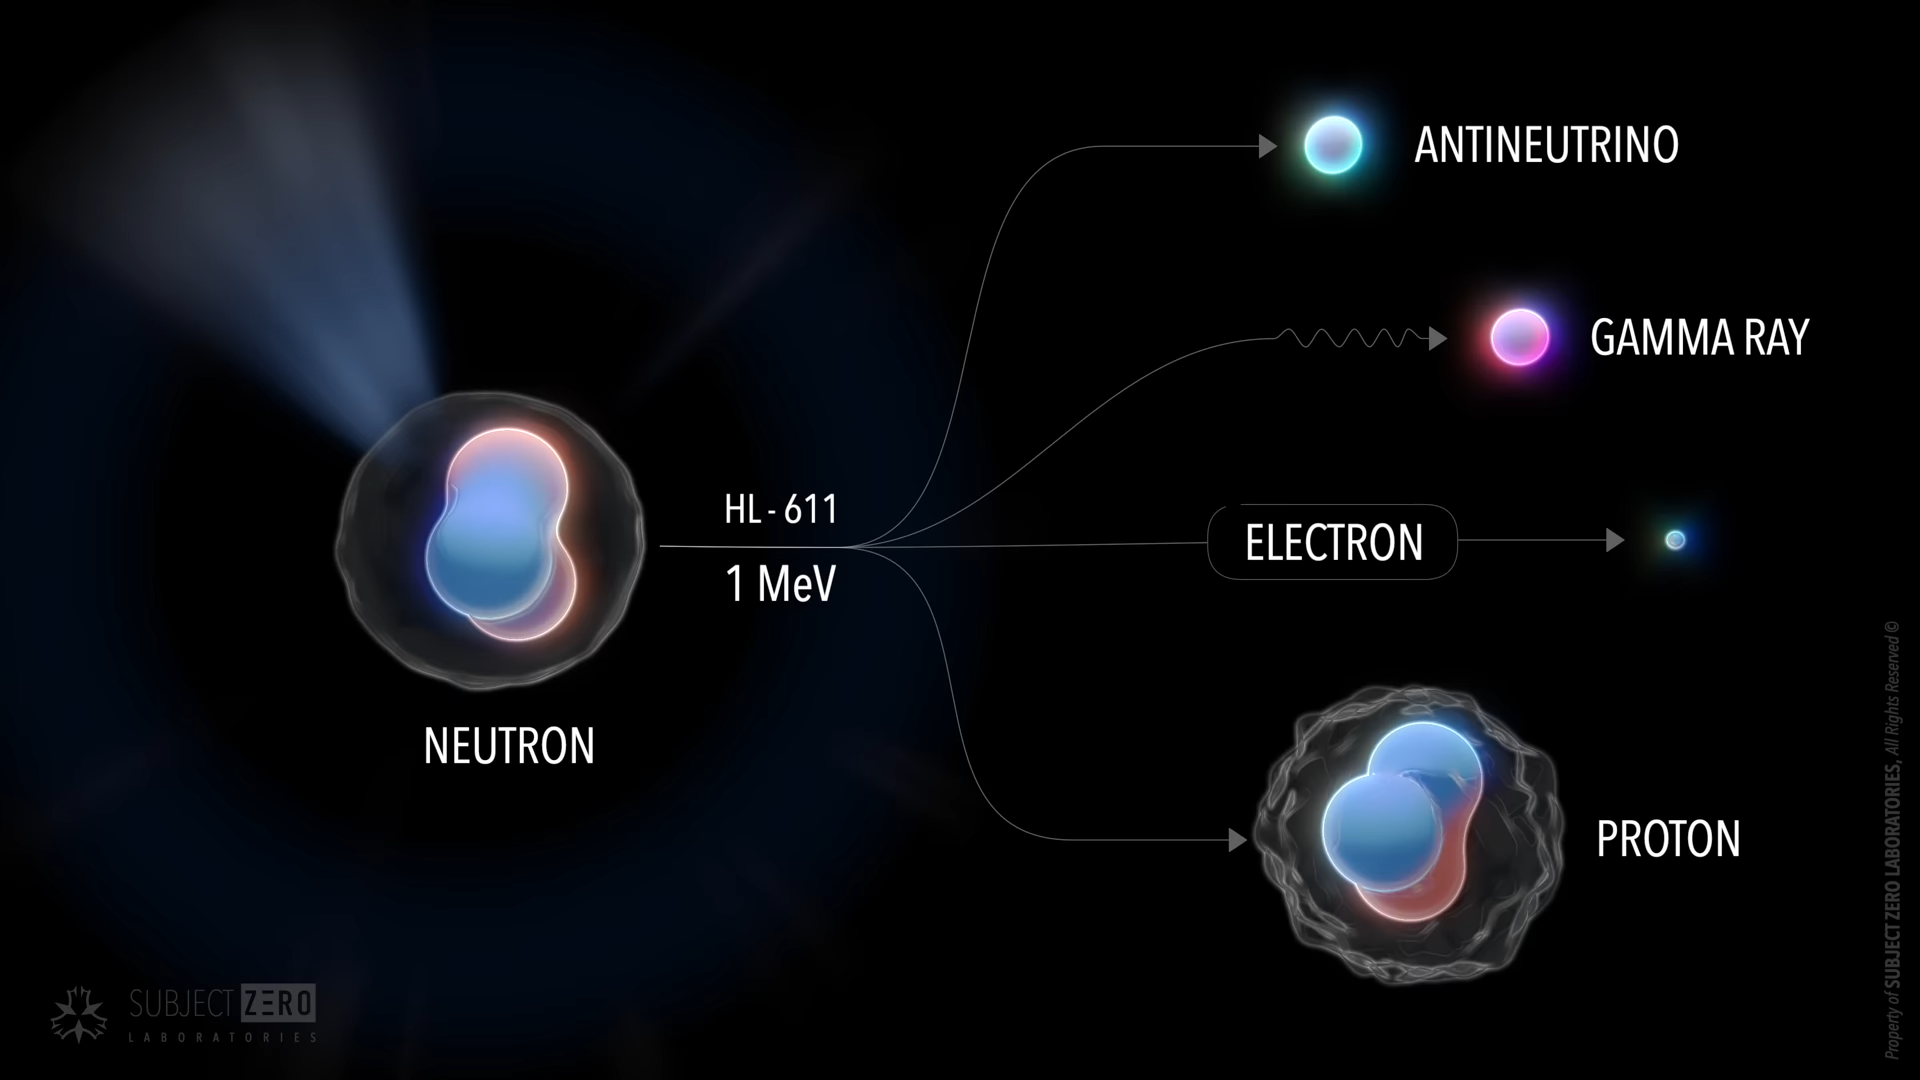 ANTINEUTRINO
GAMMA RAY
HL - 611
1 MeV
ELECTRON
NEUTRON
PROTON
SUBJECT ZERO
LABORATORIES
Property of SUBJECT ZERO LABORATORIES, All Rights Reserved ©